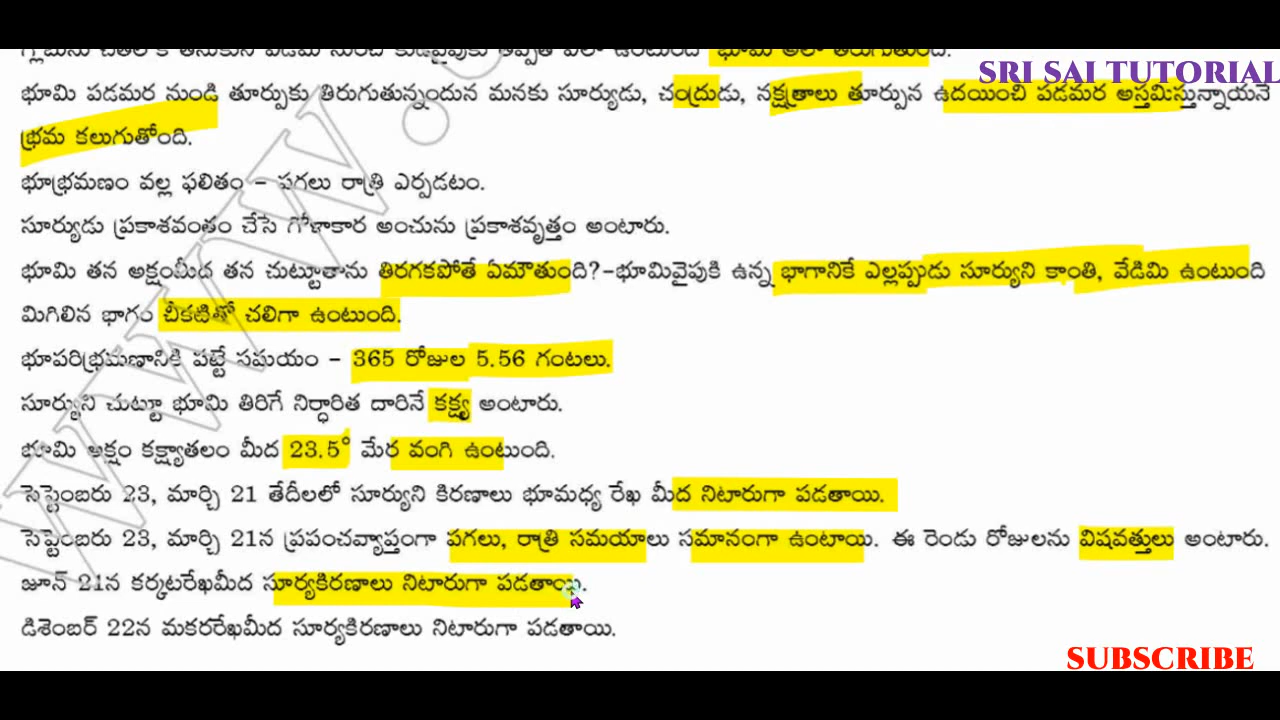 భూమి అలా తిరుగుతుంది.
SRI SAI TUTORIAL
భూమి పడమర నుండి తూర్పుకు తిరుగుతున్నందున మనకు సూర్యుడు, చంద్రుడు, నక్షత్రాలు తూర్పున ఉదయించి పడమర అస్తమిస్తున్నాయనే
భ్రమ కలుగుతోంది.
భూభ్రమణం వల్ల ఫలితం – పగలు రాత్రి ఎర్పడటం.
సూర్యుడు ప్రకాశవంతం చేసే గోళాకార అంచును ప్రకాశవృత్తం అంటారు.
భూమి తన అక్షంమీద తన చుట్టూతాను తిరగకపోతే ఏమౌతుంది?–భూమివైపుకి ఉన్న భాగానికే ఎల్లప్పుడు సూర్యుని కాంతి, వేడిమి ఉంటుంది
మిగిలిన భాగం చీకటితో చలిగా ఉంటుంది.
భూపరిభ్రమణానికి పట్టే సమయం – 365 రోజుల 5.56 గంటలు.
సూర్యుని చుట్టూ భూమి తిరిగే నిర్ధారిత దారినే కక్ష్య అంటారు.
భూమి అక్షం కక్ష్యాతలం మీద 23.5° మేర వంగి ఉంటుంది.
సెప్టెంబరు 23, మార్చి 21 తేదీలలో సూర్యుని కిరణాలు భూమధ్య రేఖ మీద నిటారుగా పడతాయి.
సెప్టెంబరు 23, మార్చి 21న ప్రపంచవ్యాప్తంగా పగలు, రాత్రి సమయాలు సమానంగా ఉంటాయి. ఈ రెండు రోజులను విషవత్తులు అంటారు.
జూన్ 21న కర్కటరేఖమీద సూర్యకిరణాలు నిటారుగా పడతాయి.
డిశెంబర్ 22న మకరరేఖమీద సూర్యకిరణాలు నిటారుగా పడతాయి.
SUBSCRIBE
www.